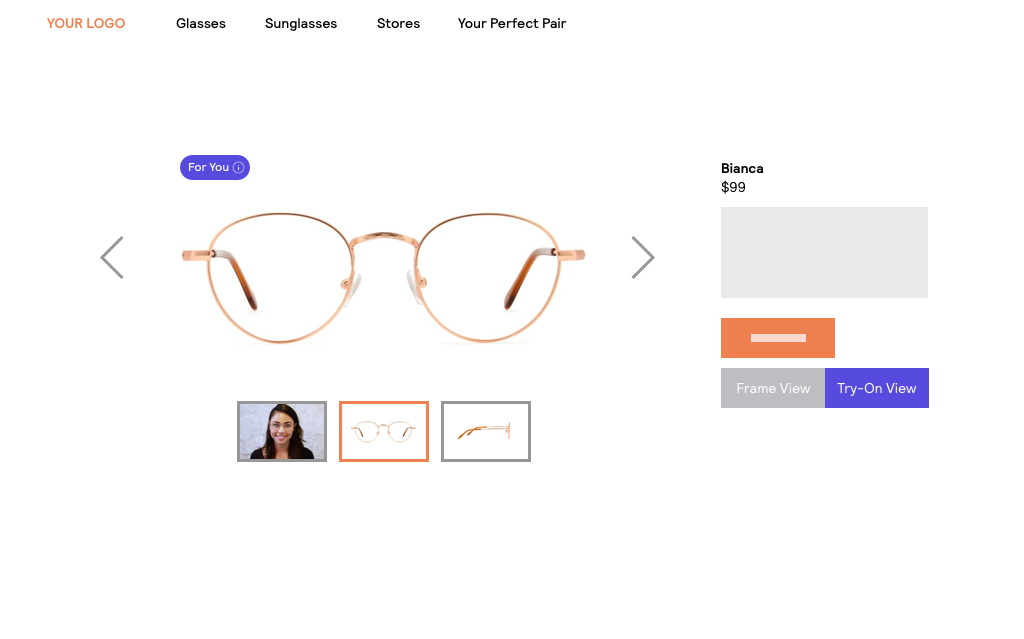 YOUR LOGO
Glasses
Sunglasses
Stores
Your Perfect Pair
For You
Bianca
$99
Frame View
Try-On View